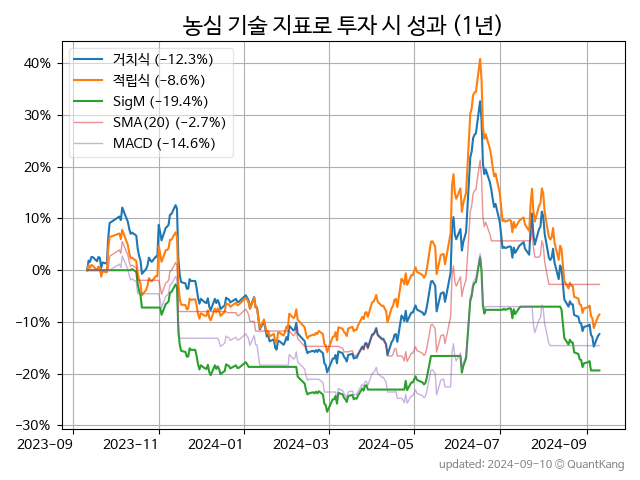 농심 기술 지표로 투자 시 성과 (1년)
거치식 (−12.3%)
적립식 (−8.6%)
SigM (−19.4%)
SMA(20) (−2.7%)
MACD (−14.6%)
40%
30%
20%
10%
0%
−10%
−20%
−30%
2023-09 2023-11 2024-01 2024-03 2024-05 2024-07 2024-09
updated: 2024-09-10 © QuantKang